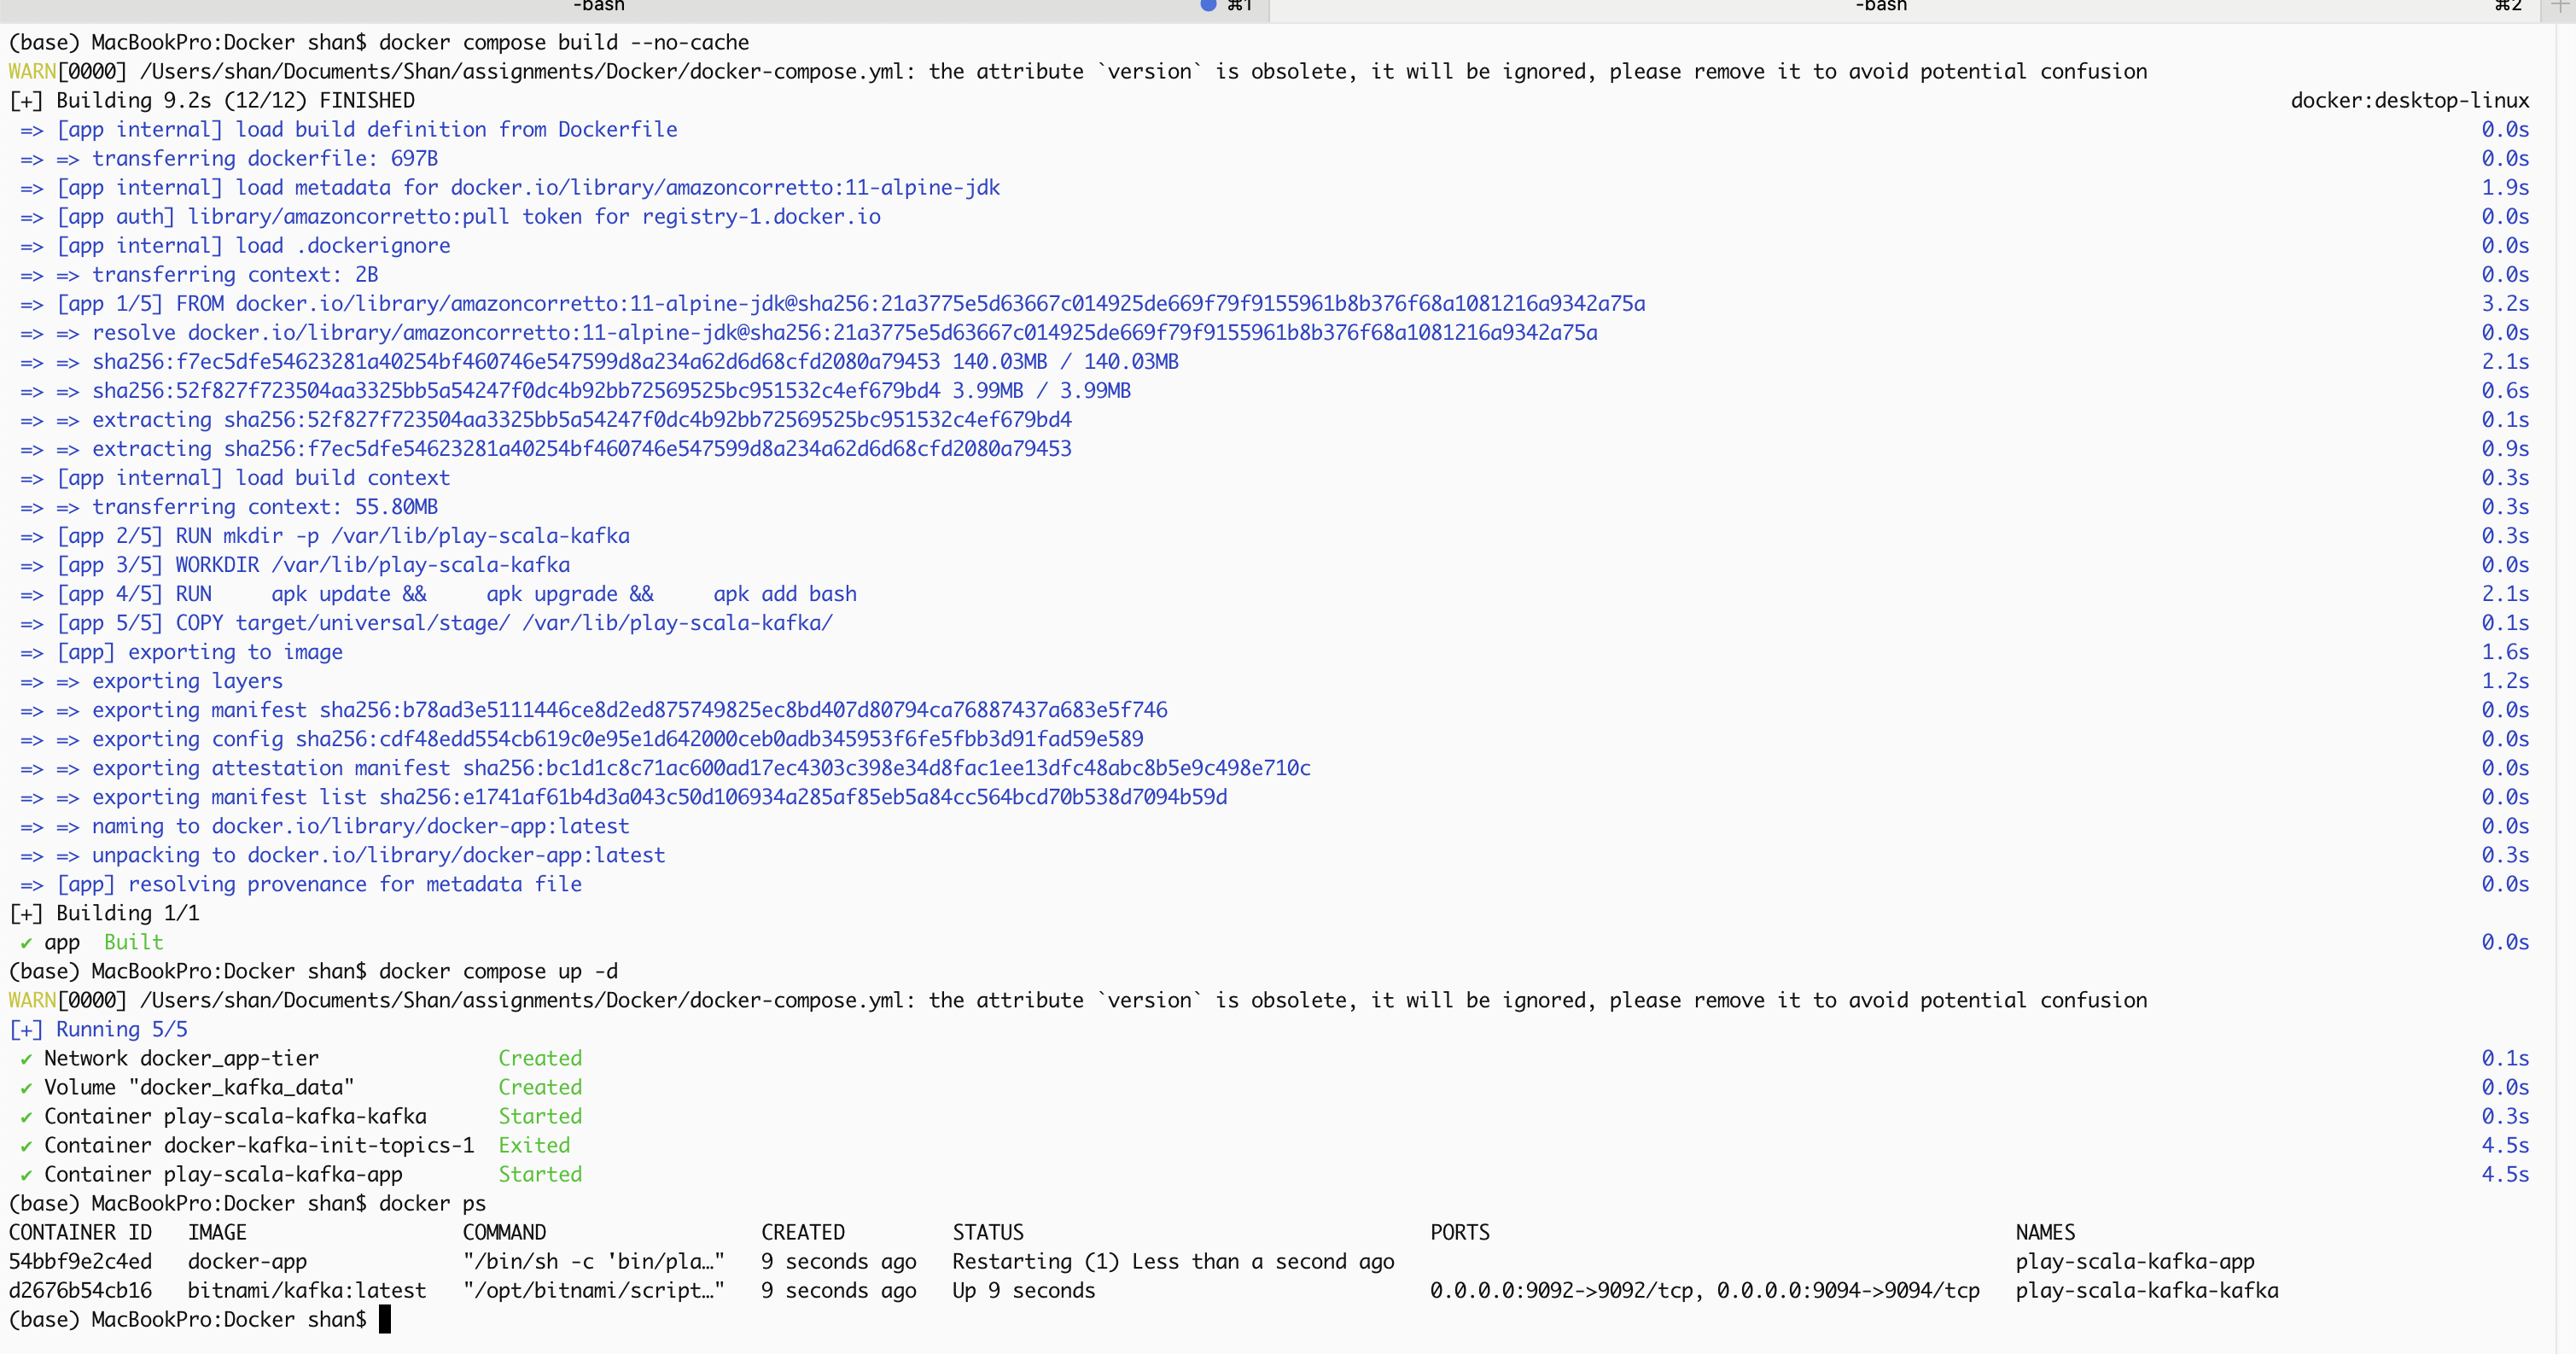 -bash ⌘1 -bash ⌘2
(base) MacBookPro:Docker shan$ docker compose build --no-cache
WARN[0000] /Users/shan/Documents/Shan/assignments/Docker/docker-compose.yml: the attribute `version` is obsolete, it will be ignored, please remove it to avoid potential confusion
[+] Building 9.2s (12/12) FINISHED docker:desktop-linux
=> [app internal] load build definition from Dockerfile 0.0s
=> => transferring dockerfile: 697B 0.0s
=> [app internal] load metadata for docker.io/library/amazoncorretto:11-alpine-jdk 1.9s
=> [app auth] library/amazoncorretto:pull token for registry-1.docker.io 0.0s
=> [app internal] load .dockerignore 0.0s
=> => transferring context: 2B 0.0s
=> [app 1/5] FROM docker.io/library/amazoncorretto:11-alpine-jdk@sha256:21a3775e5d63667c014925de669f79f9155961b8b376f68a1081216a9342a75a 3.2s
=> => resolve docker.io/library/amazoncorretto:11-alpine-jdk@sha256:21a3775e5d63667c014925de669f79f9155961b8b376f68a1081216a9342a75a 0.0s
=> => sha256:f7ec5dfe54623281a40254bf460746e547599d8a234a62d6d68cfd2080a79453 140.03MB / 140.03MB 2.1s
=> => sha256:52f827f723504aa3325bb5a54247f0dc4b92bb72569525bc951532c4ef679bd4 3.99MB / 3.99MB 0.6s
=> => extracting sha256:52f827f723504aa3325bb5a54247f0dc4b92bb72569525bc951532c4ef679bd4 0.1s
=> => extracting sha256:f7ec5dfe54623281a40254bf460746e547599d8a234a62d6d68cfd2080a79453 0.9s
=> [app internal] load build context 0.3s
=> => transferring context: 55.80MB 0.3s
=> [app 2/5] RUN mkdir -p /var/lib/play-scala-kafka 0.3s
=> [app 3/5] WORKDIR /var/lib/play-scala-kafka 0.0s
=> [app 4/5] RUN     apk update &&     apk upgrade &&     apk add bash 2.1s
=> [app 5/5] COPY target/universal/stage/ /var/lib/play-scala-kafka/ 0.1s
=> [app] exporting to image 1.6s
=> => exporting layers 1.2s
=> => exporting manifest sha256:b78ad3e5111446ce8d2ed875749825ec8bd407d80794ca76887437a683e5f746 0.0s
=> => exporting config sha256:cdf48edd554cb619c0e95e1d642000ceb0adb345953f6fe5fbb3d91fad59e589 0.0s
=> => exporting attestation manifest sha256:bc1d1c8c71ac600ad17ec4303c398e34d8fac1ee13dfc48abc8b5e9c498e710c 0.0s
=> => exporting manifest list sha256:e1741af61b4d3a043c50d106934a285af85eb5a84cc564bcd70b538d7094b59d 0.0s
=> => naming to docker.io/library/docker-app:latest 0.0s
=> => unpacking to docker.io/library/docker-app:latest 0.3s
=> [app] resolving provenance for metadata file 0.0s
[+] Building 1/1
✔ app  Built 0.0s
(base) MacBookPro:Docker shan$ docker compose up -d
WARN[0000] /Users/shan/Documents/Shan/assignments/Docker/docker-compose.yml: the attribute `version` is obsolete, it will be ignored, please remove it to avoid potential confusion
[+] Running 5/5
✔ Network docker_app-tier Created 0.1s
✔ Volume "docker_kafka_data" Created 0.0s
✔ Container play-scala-kafka-kafka Started 0.3s
✔ Container docker-kafka-init-topics-1 Exited 4.5s
✔ Container play-scala-kafka-app Started 4.5s
(base) MacBookPro:Docker shan$ docker ps
CONTAINER ID IMAGE COMMAND CREATED STATUS PORTS NAMES
54bbf9e2c4ed docker-app "/bin/sh -c 'bin/pla…" 9 seconds ago Restarting (1) Less than a second ago play-scala-kafka-app
d2676b54cb16 bitnami/kafka:latest "/opt/bitnami/script…" 9 seconds ago Up 9 seconds 0.0.0.0:9092->9092/tcp, 0.0.0.0:9094->9094/tcp play-scala-kafka-kafka
(base) MacBookPro:Docker shan$